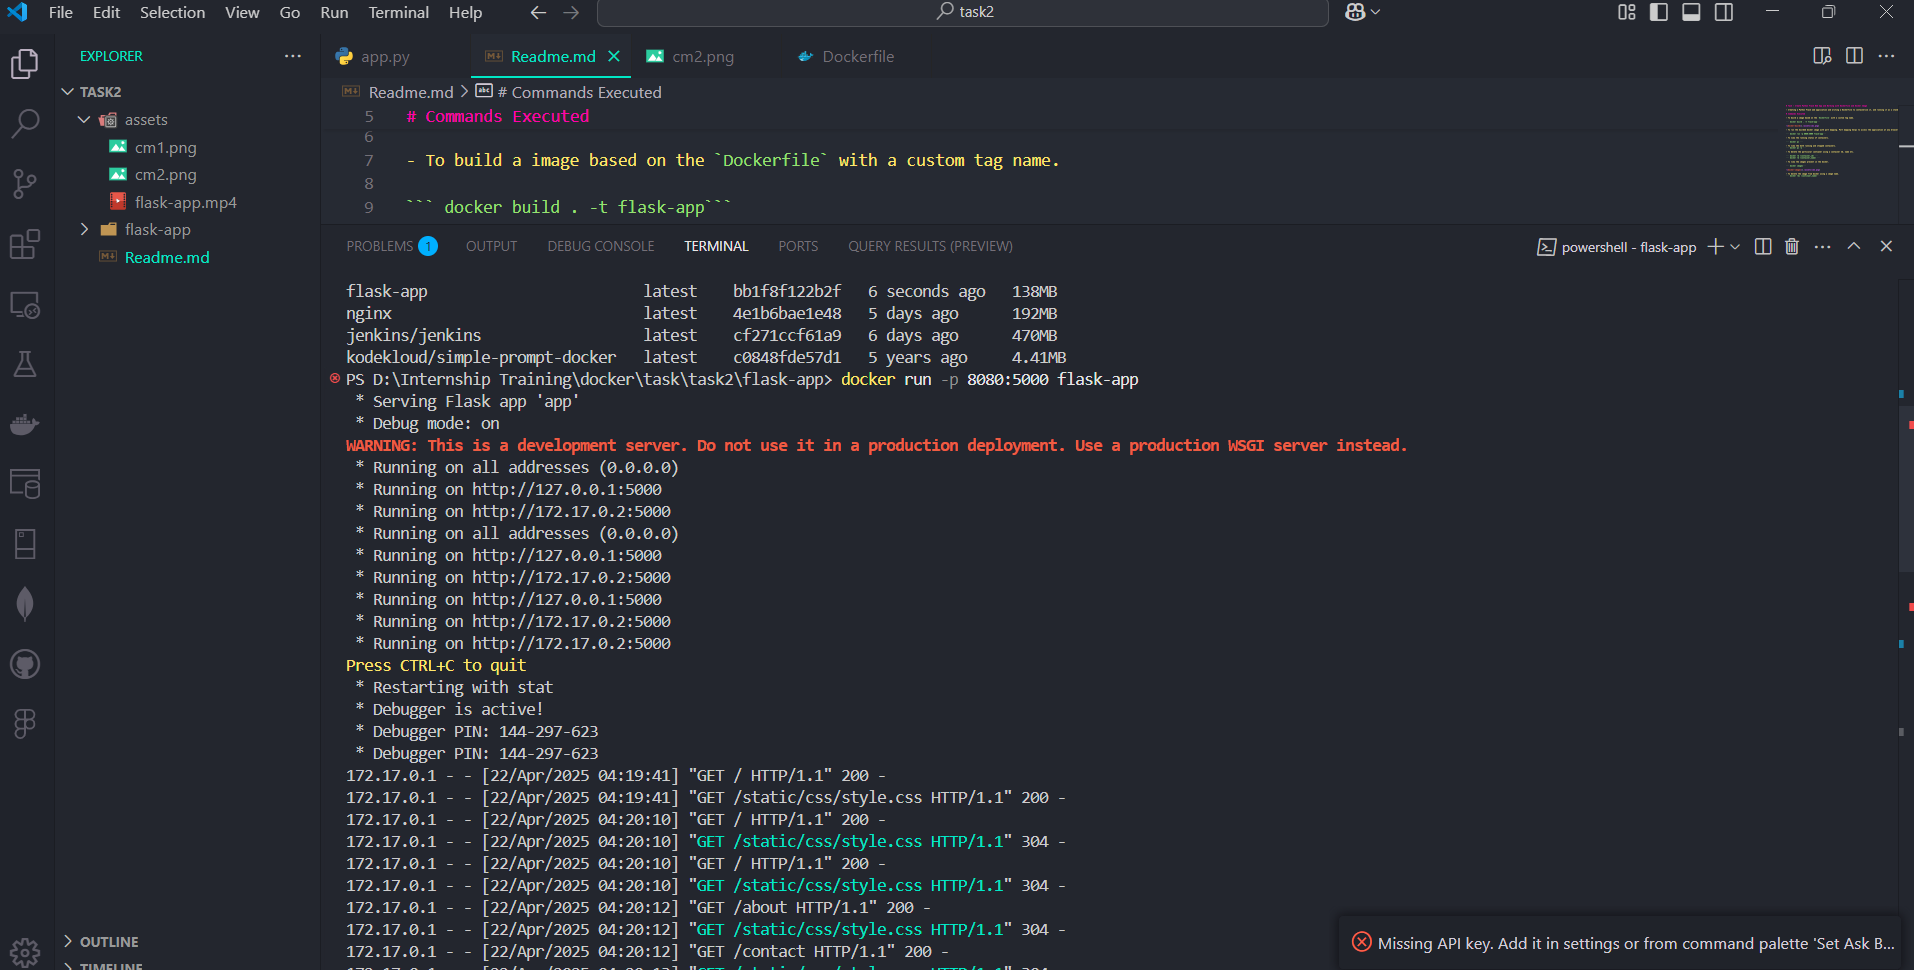 File Edit Selection View Go Run Terminal Help
task2
EXPLORER
app.py
Readme.md
cm2.png
Dockerfile
TASK2
assets
cm1.png
cm2.png
flask-app.mp4
flask-app
Readme.md
Readme.md > # Commands Executed
5 # Commands Executed
6
7 - To build a image based on the `Dockerfile` with a custom tag name.
8
9 ``` docker build . -t flask-app```
PROBLEMS 1 OUTPUT DEBUG CONSOLE TERMINAL PORTS QUERY RESULTS (PREVIEW)
powershell - flask-app
flask-app latest bb1f8f122b2f 6 seconds ago 138MB
nginx latest 4e1b6bae1e48 5 days ago 192MB
jenkins/jenkins latest cf271ccf61a9 6 days ago 470MB
kodekloud/simple-prompt-docker latest c0848fde57d1 5 years ago 4.41MB
PS D:\Internship Training\docker\task\task2\flask-app> docker run -p 8080:5000 flask-app
* Serving Flask app 'app'
* Debug mode: on
WARNING: This is a development server. Do not use it in a production deployment. Use a production WSGI server instead.
* Running on all addresses (0.0.0.0)
* Running on http://127.0.0.1:5000
* Running on http://172.17.0.2:5000
* Running on all addresses (0.0.0.0)
* Running on http://127.0.0.1:5000
* Running on http://172.17.0.2:5000
* Running on http://127.0.0.1:5000
* Running on http://172.17.0.2:5000
* Running on http://172.17.0.2:5000
Press CTRL+C to quit
* Restarting with stat
* Debugger is active!
* Debugger PIN: 144-297-623
* Debugger PIN: 144-297-623
172.17.0.1 - - [22/Apr/2025 04:19:41] "GET / HTTP/1.1" 200 -
172.17.0.1 - - [22/Apr/2025 04:19:41] "GET /static/css/style.css HTTP/1.1" 200 -
172.17.0.1 - - [22/Apr/2025 04:20:10] "GET / HTTP/1.1" 200 -
172.17.0.1 - - [22/Apr/2025 04:20:10] "GET /static/css/style.css HTTP/1.1" 304 -
172.17.0.1 - - [22/Apr/2025 04:20:10] "GET / HTTP/1.1" 200 -
172.17.0.1 - - [22/Apr/2025 04:20:10] "GET /static/css/style.css HTTP/1.1" 304 -
172.17.0.1 - - [22/Apr/2025 04:20:12] "GET /about HTTP/1.1" 200 -
172.17.0.1 - - [22/Apr/2025 04:20:12] "GET /static/css/style.css HTTP/1.1" 304 -
172.17.0.1 - - [22/Apr/2025 04:20:12] "GET /contact HTTP/1.1" 200 -
OUTLINE
TIMELINE
Missing API key. Add it in settings or from command palette 'Set Ask B...